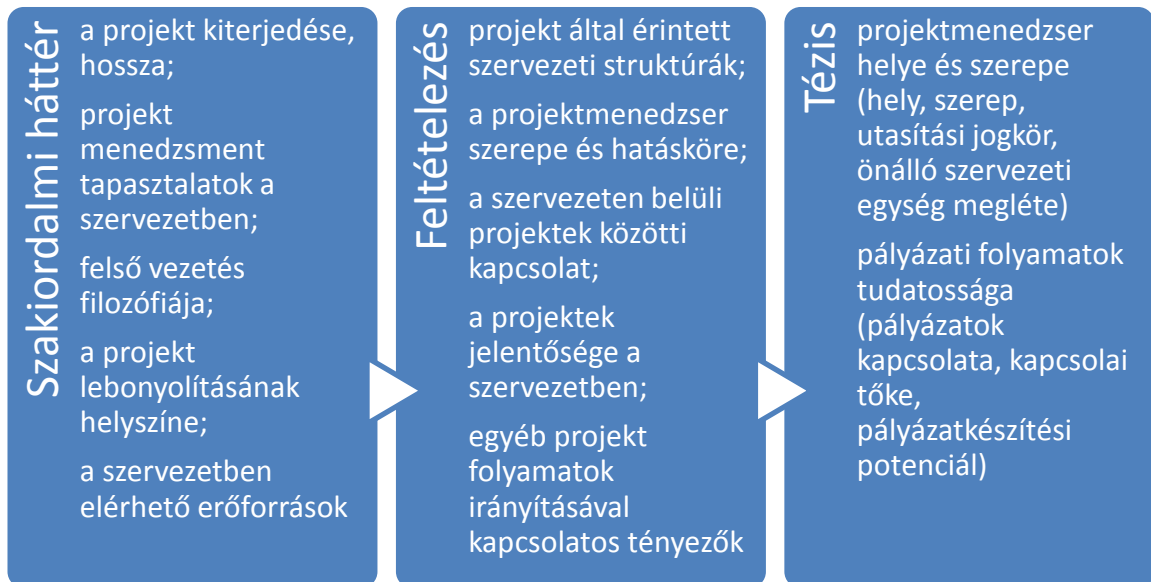 Szakiordalmi háttér
a projekt kiterjedése,
hossza;
projekt
menedzsment
tapasztalatok a
szervezetben;
felső vezetés
filozófiája;
a projekt
lebonyolításának
helyszíne;
a szervezetben
elérhető erőforrások
Feltételezés
projekt által érintett
szervezeti struktúrák;
a projektmenedzser
szerepe és hatásköre;
a szervezeten belüli
projektek közötti
kapcsolat;
a projektek
jelentősége a
szervezetben;
egyéb projekt
folyamatok
irányításával
kapcsolatos tényezők
Tézis
projektmenedzser
helye és szerepe
(hely, szerep,
utasítási jogkör,
önálló szervezeti
egység megléte)
pályázati folyamatok
tudatossága
(pályázatok
kapcsolata, kapcsolai
tőke,
pályázatkészítési
potenciál)